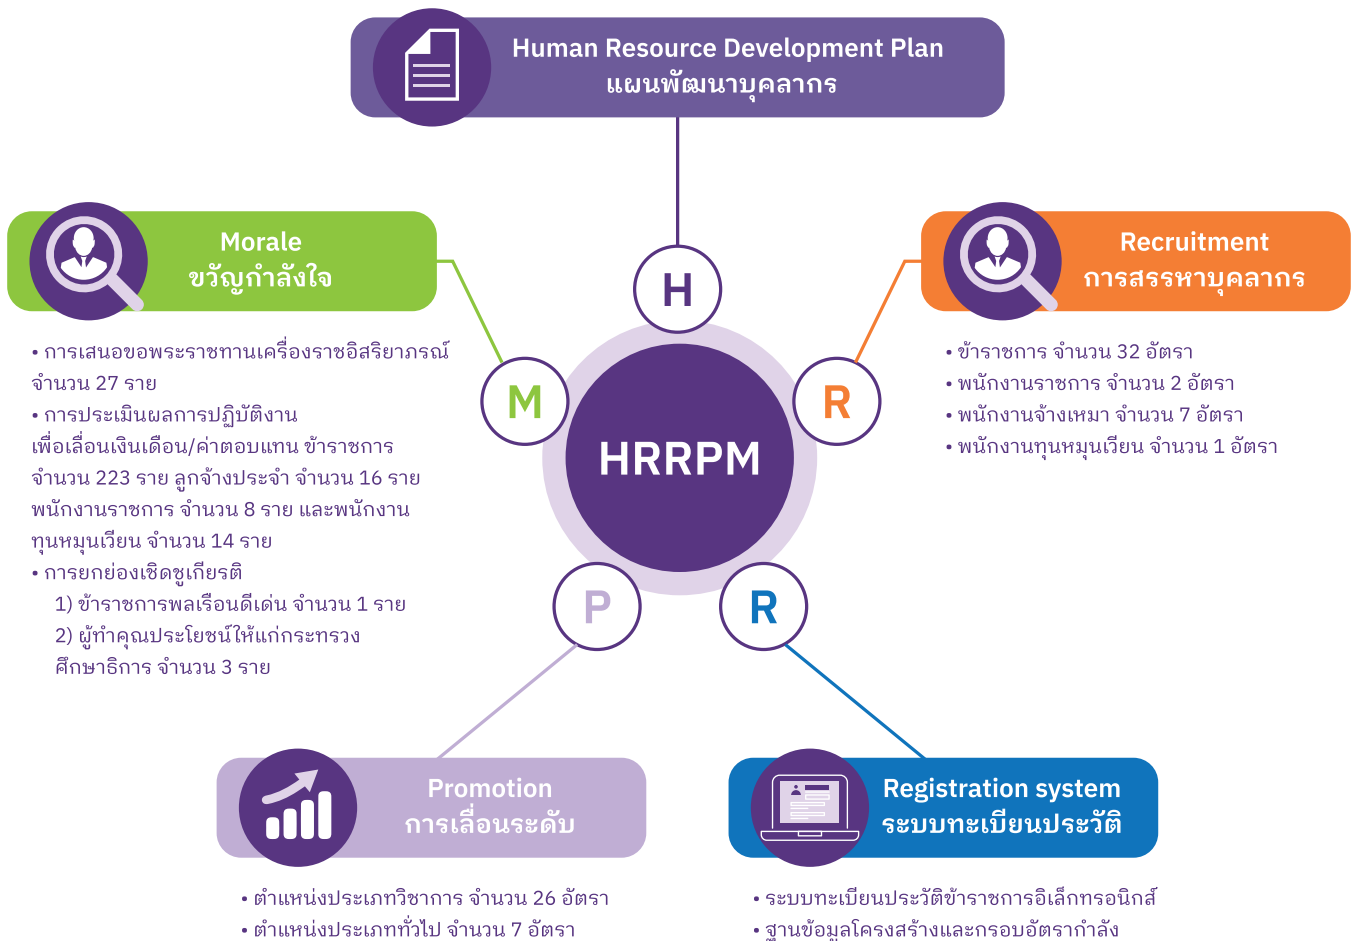 Human Resource Development Plan
แผนพัฒนาบุคลากร
Morale
ขวัญกำลังใจ
• การเสนอขอพระราชทานเครื่องราชอิสริยาภรณ์
จำนวน 27 ราย
• การประเมินผลการปฏิบัติงาน
เพื่อเลื่อนเงินเดือน/ค่าตอบแทน ข้าราชการ
จำนวน 223 ราย ลูกจ้างประจำ จำนวน 16 ราย
พนักงานราชการ จำนวน 8 ราย และพนักงาน
ทุนหมุนเวียน จำนวน 14 ราย
• การยกย่องเชิดชูเกียรติ
1) ข้าราชการพลเรือนดีเด่น จำนวน 1 ราย
2) ผู้ทำคุณประโยชน์ให้แก่กระทรวง
ศึกษาธิการ จำนวน 3 ราย
Recruitment
การสรรหาบุคลากร
• ข้าราชการ จำนวน 32 อัตรา
• พนักงานราชการ จำนวน 2 อัตรา
• พนักงานจ้างเหมา จำนวน 7 อัตรา
• พนักงานทุนหมุนเวียน จำนวน 1 อัตรา
H
M
R
HRRPM
P
R
Promotion
การเลื่อนระดับ
• ตำแหน่งประเภทวิชาการ จำนวน 26 อัตรา
• ตำแหน่งประเภททั่วไป จำนวน 7 อัตรา
Registration system
ระบบทะเบียนประวัติ
• ระบบทะเบียนประวัติข้าราชการอิเล็กทรอนิกส์
• ฐานข้อมูลโครงสร้างและกรอบอัตรากำลัง